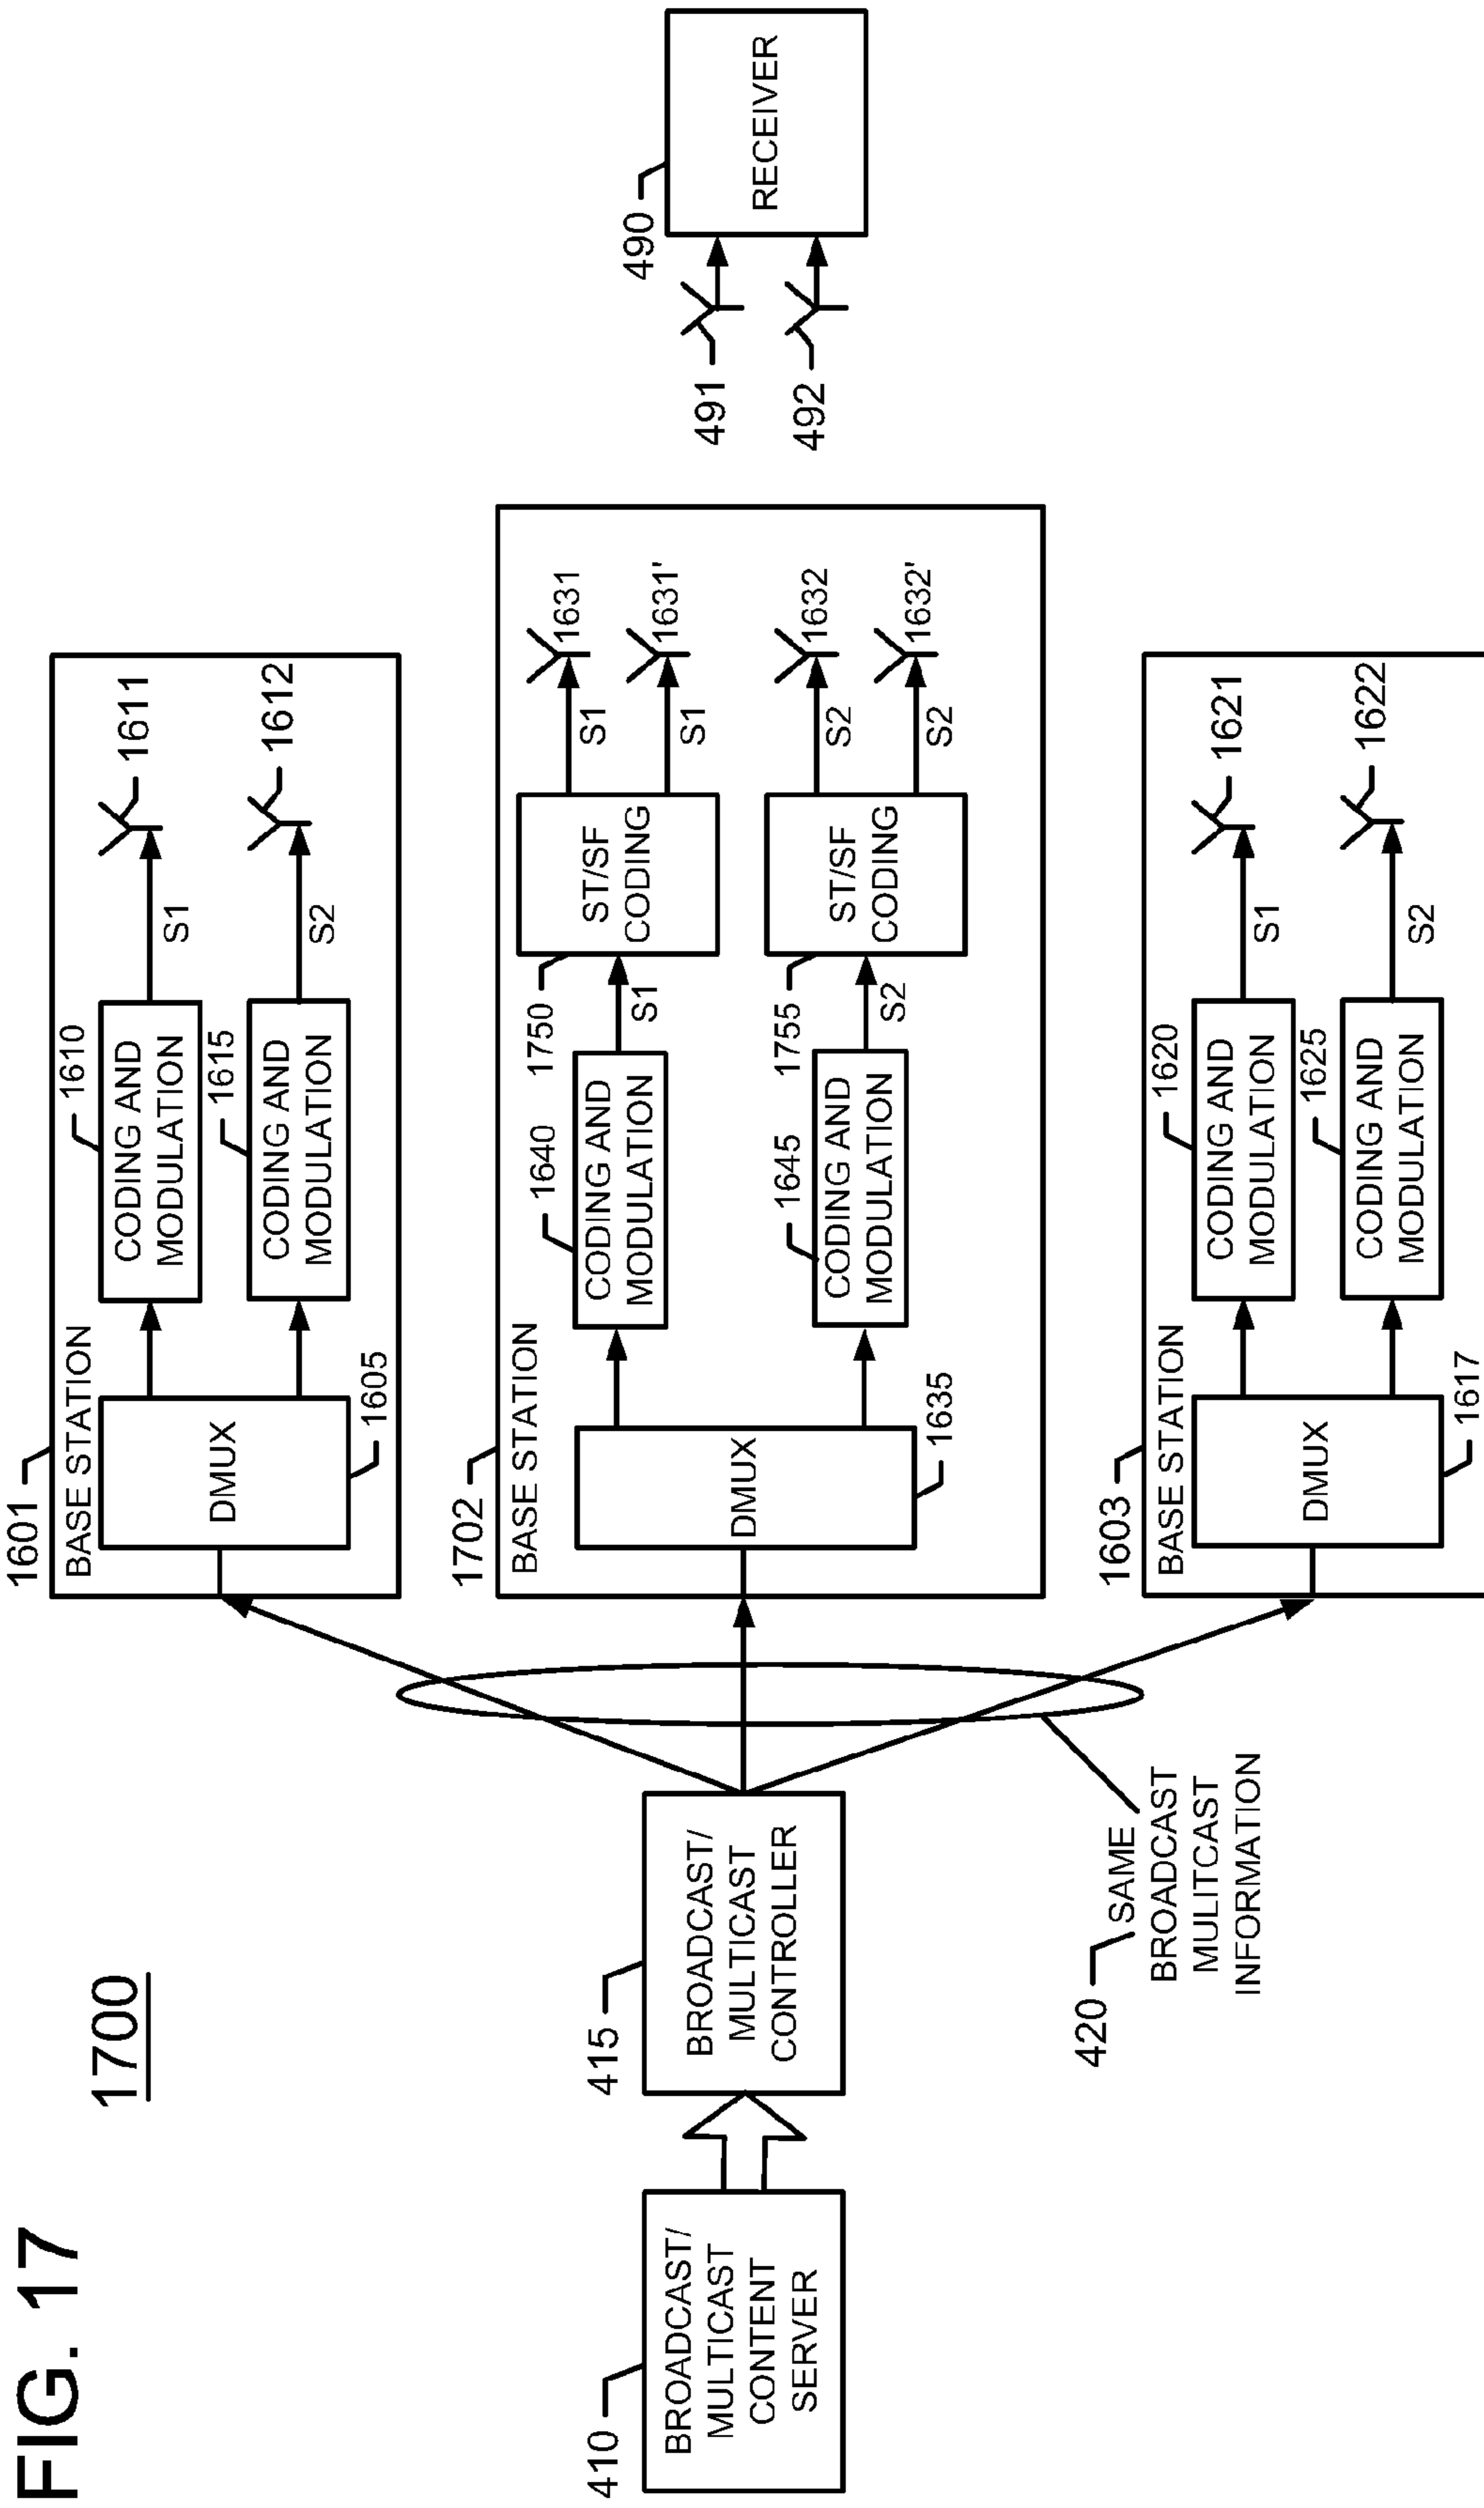 FIG. 17
1700
410
BROADCAST/
MULTICAST
CONTENT
SERVER
415
BROADCAST/
MULTICAST
CONTROLLER
420
SAME
BROADCAST
MULITCAST
INFORMATION
1601
BASE STATION
DMUX
1605
1610
CODING AND
MODULATION
1615
CODING AND
MODULATION
S1
S2
1611
1612
1702
BASE STATION
DMUX
1635
1640
CODING AND
MODULATION
1645
CODING AND
MODULATION
S1
S2
1750
ST/SF
CODING
1755
ST/SF
CODING
S1
S1
S2
S2
1631
1631'
1632
1632'
1603
BASE STATION
DMUX
1617
1620
CODING AND
MODULATION
1625
CODING AND
MODULATION
S1
S2
1621
1622
491
492
490
RECEIVER